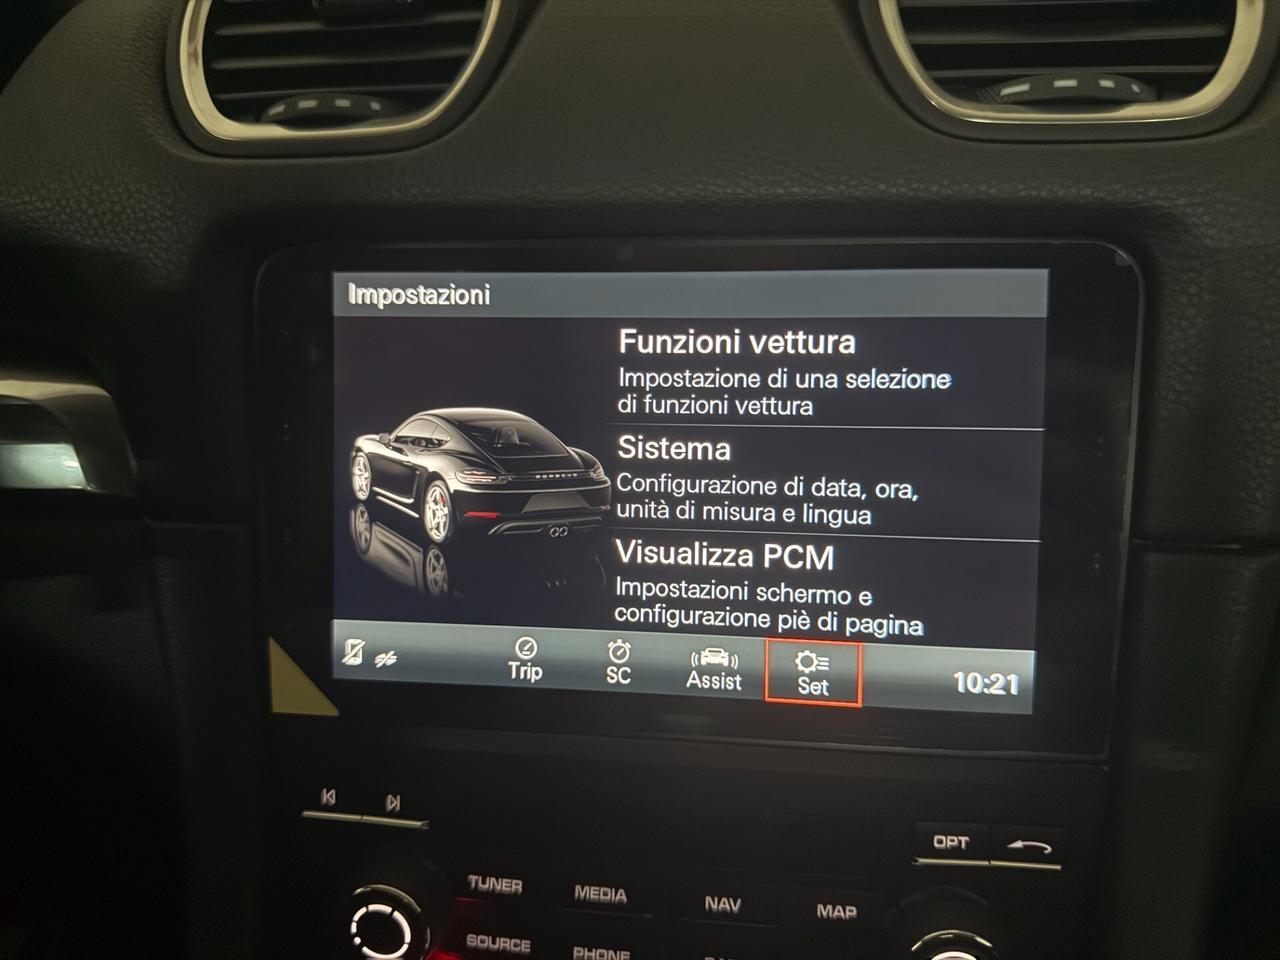 Impostazioni
Funzioni vettura
Impostazione di una selezione
di funzioni vettura
Sistema
Configurazione di data, ora,
unità di misura e lingua
Visualizza PCM
Impostazioni schermo e
configurazione piè di pagina
PORSCHE
Trip
SC
Assist
Set
10:21
OPT
TUNER
MEDIA
NAV
MAP
SOURCE
PHONE